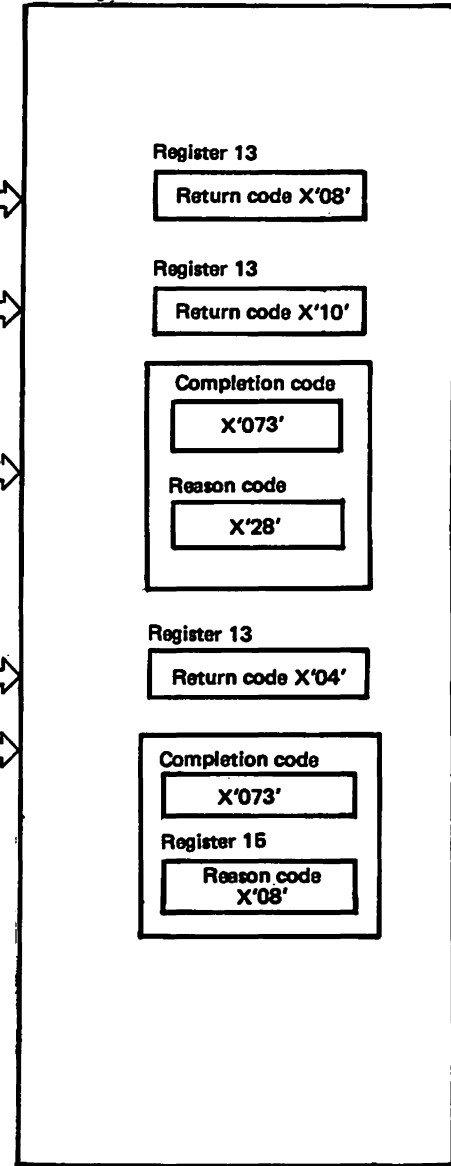 Register 13
Return code X'08'
Register 13
Return code X'10'
Completion code
X'073'
Reason code
X'28'
Register 13
Return code X'04'
Completion code
X'073'
Register 15
Reason code
X'08'